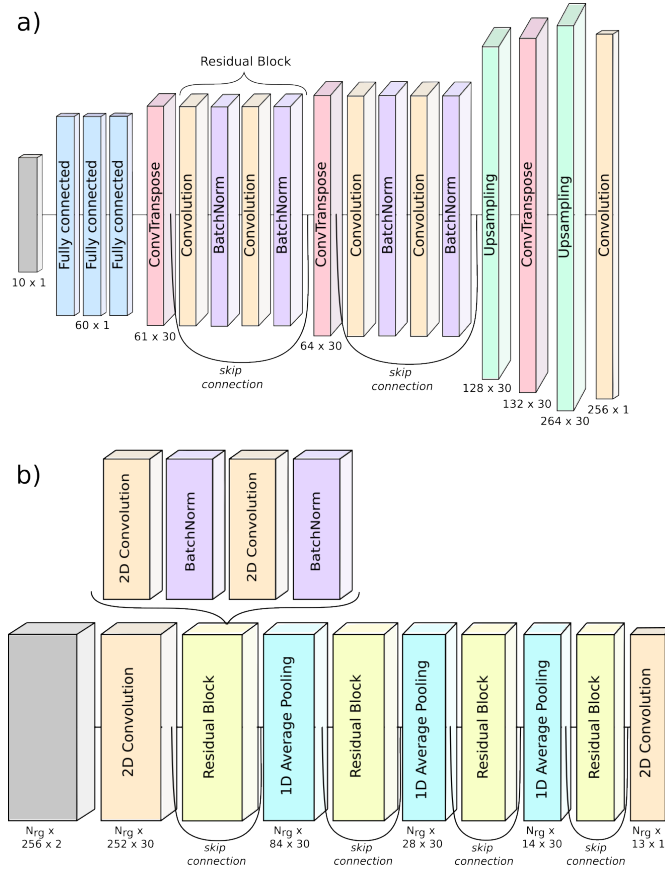 a)
Residual Block
Fully connected
Fully connected
Fully connected
ConvTranspose
Convolution
BatchNorm
Convolution
BatchNorm
ConvTranspose
Convolution
BatchNorm
Convolution
BatchNorm
Upsampling
ConvTranspose
Upsampling
Convolution
10 x 1
60 x 1
61 x 30
skip
connection
64 x 30
skip
connection
128 x 30
132 x 30
264 x 30
256 x 1
b)
2D Convolution
BatchNorm
2D Convolution
BatchNorm
2D Convolution
Residual Block
1D Average Pooling
Residual Block
1D Average Pooling
Residual Block
1D Average Pooling
Residual Block
2D Convolution
Nrg x
256 x 2
Nrg x
252 x 30
skip
connection
Nrg x
84 x 30
skip
connection
Nrg x
28 x 30
skip
connection
Nrg x
14 x 30
skip
connection
Nrg x
13 x 1